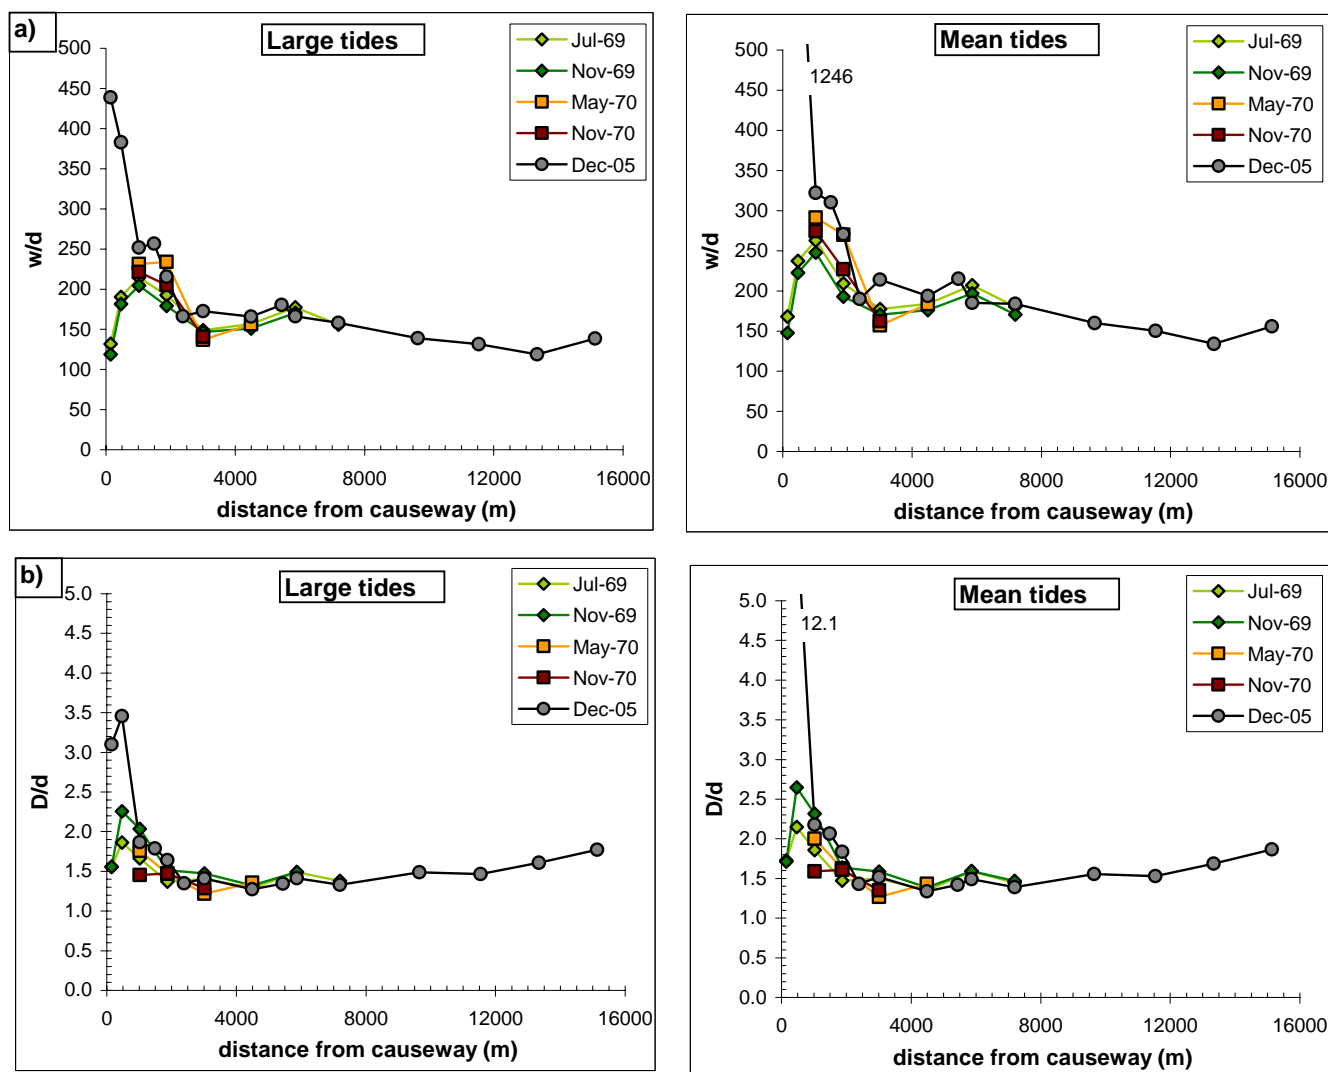 a)
Large tides
Jul-69
Nov-69
May-70
Nov-70
Dec-05
500
450
400
350
300
250
200
150
100
50
0
w/d
0 4000 8000 12000 16000
distance from causeway (m)
Mean tides
1246
Jul-69
Nov-69
May-70
Nov-70
Dec-05
500
450
400
350
300
250
200
150
100
50
0
w/d
0 4000 8000 12000 16000
distance from causeway (m)
b)
Large tides
Jul-69
Nov-69
May-70
Nov-70
Dec-05
5.0
4.5
4.0
3.5
3.0
2.5
2.0
1.5
1.0
0.5
0.0
D/d
0 4000 8000 12000 16000
distance from causeway (m)
Mean tides
12.1
Jul-69
Nov-69
May-70
Nov-70
Dec-05
5.0
4.5
4.0
3.5
3.0
2.5
2.0
1.5
1.0
0.5
0.0
D/d
0 4000 8000 12000 16000
distance from causeway (m)